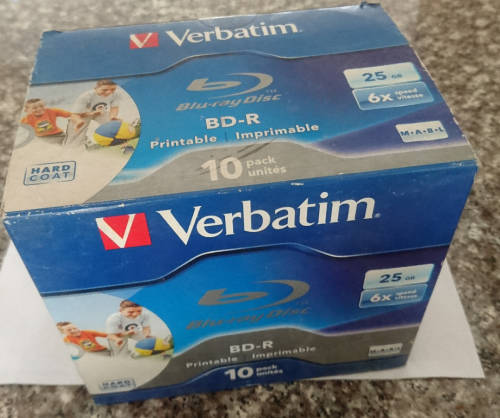 Verbatim
Blu-ray Disc
TM
BD-R
Printable | Imprimable
10 pack
unités
25 GB
6x speed
vitesse
M·A·B·L
HARD
COAT
Verbatim
Blu-ray Disc
BD-R
Printable | Imprimable
10 pack
unités
25 GB
6x speed
vitesse
M·A·B·L
HARD
COAT